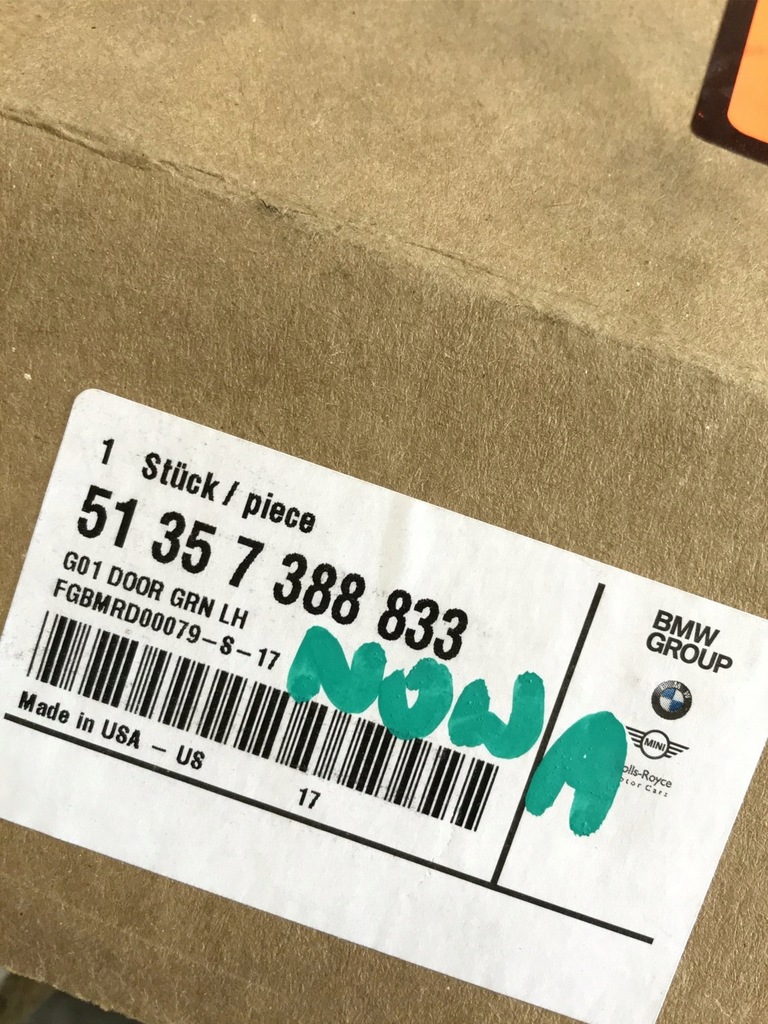 1 Stück / piece
51 35 7 388 833
G01 DOOR GRN LH
FGBMRD00079-S-17
NOWA
Made in USA - US
17
BMW
GROUP
MINI